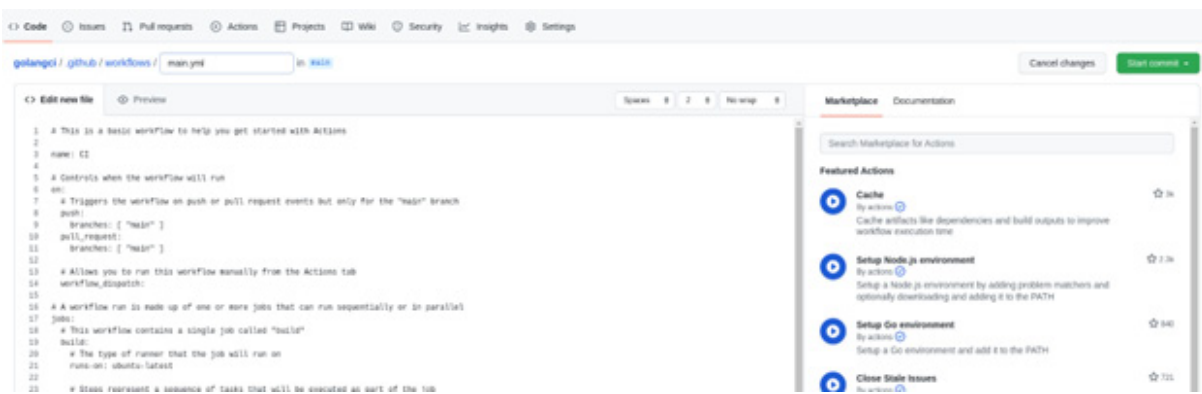 Code Issues Pull requests Actions Projects Wiki Security Insights Settings
golangci / .github / workflows / main.yml in main Cancel changes Start commit
Edit new file Preview Spaces 2 No wrap
1 # This is a basic workflow to help you get started with Actions
2
3 name: CI
4
5 # Controls when the workflow will run
6 on:
7 # Triggers the workflow on push or pull request events but only for the "main" branch
8 push:
9 branches: [ "main" ]
10 pull_request:
11 branches: [ "main" ]
12
13 # Allows you to run this workflow manually from the Actions tab
14 workflow_dispatch:
15
16 # A workflow run is made up of one or more jobs that can run sequentially or in parallel
17 jobs:
18 # This workflow contains a single job called "build"
19 build:
20 # The type of runner that the job will run on
21 runs-on: ubuntu-latest
22
23 # Steps represent a sequence of tasks that will be executed as part of the job
Marketplace Documentation
Search Marketplace for Actions
Featured Actions
Cache
By actions
Cache artifacts like dependencies and build outputs to improve
workflow execution time
Setup Node.js environment 2.3k
By actions
Setup a Node.js environment by adding problem matchers and
optionally downloading and adding it to the PATH
Setup Go environment 840
By actions
Setup a Go environment and add it to the PATH
Close Stale Issues 721
By actions